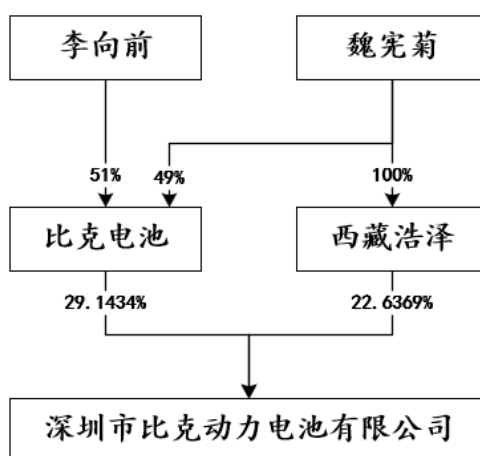 李向前
魏宪菊
51%
49%
100%
比克电池
西藏浩泽
29.1434%
22.6369%
深圳市比克动力电池有限公司